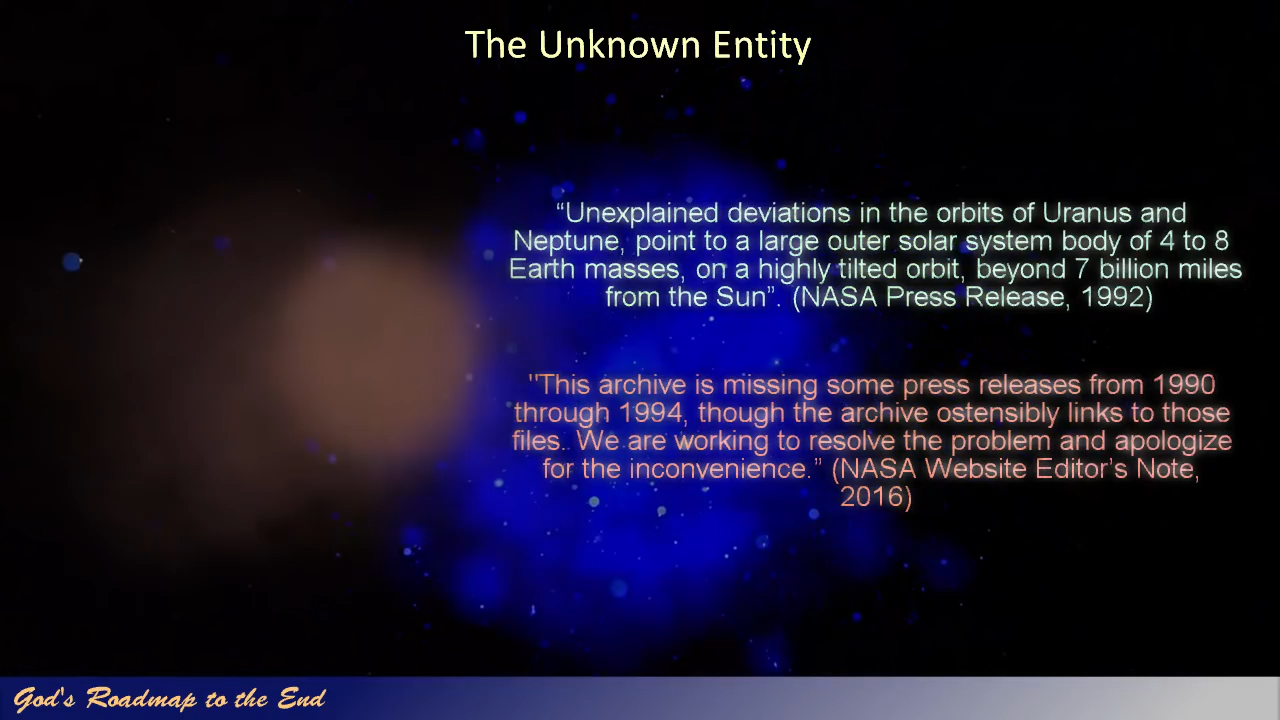 The Unknown Entity
“Unexplained deviations in the orbits of Uranus and
Neptune, point to a large outer solar system body of 4 to 8
Earth masses, on a highly tilted orbit, beyond 7 billion miles
from the Sun”. (NASA Press Release, 1992)
"This archive is missing some press releases from 1990
through 1994, though the archive ostensibly links to those
files. We are working to resolve the problem and apologize
for the inconvenience.” (NASA Website Editor’s Note,
2016)
God's Roadmap to the End